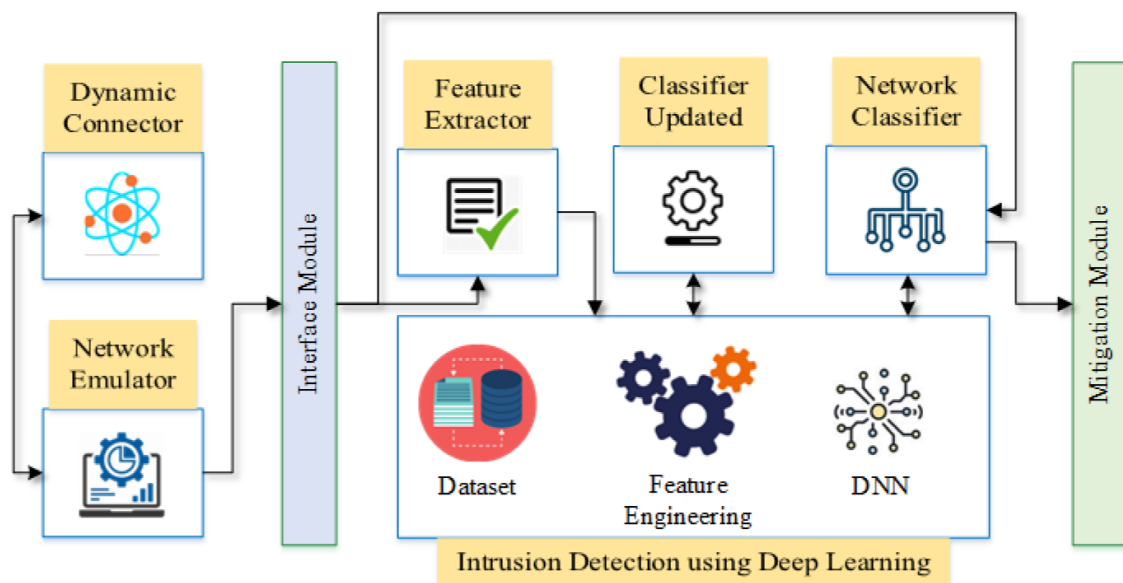 Dynamic
Connector
Network
Emulator
Interface Module
Feature
Extractor
Classifier
Updated
Network
Classifier
Dataset
Feature
Engineering
DNN
Intrusion Detection using Deep Learning
Mitigation Module